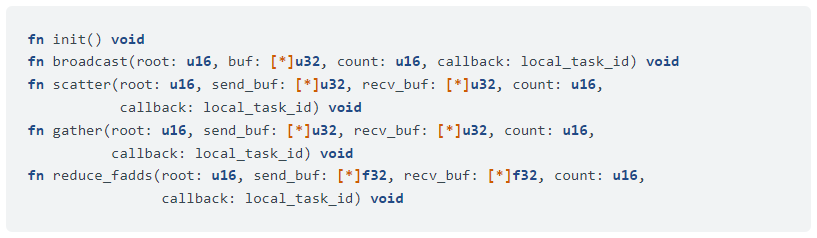 fn init() void
fn broadcast(root: u16, buf: [*]u32, count: u16, callback: local_task_id) void
fn scatter(root: u16, send_buf: [*]u32, recv_buf: [*]u32, count: u16,
           callback: local_task_id) void
fn gather(root: u16, send_buf: [*]u32, recv_buf: [*]u32, count: u16,
          callback: local_task_id) void
fn reduce_fadds(root: u16, send_buf: [*]f32, recv_buf: [*]f32, count: u16,
                callback: local_task_id) void